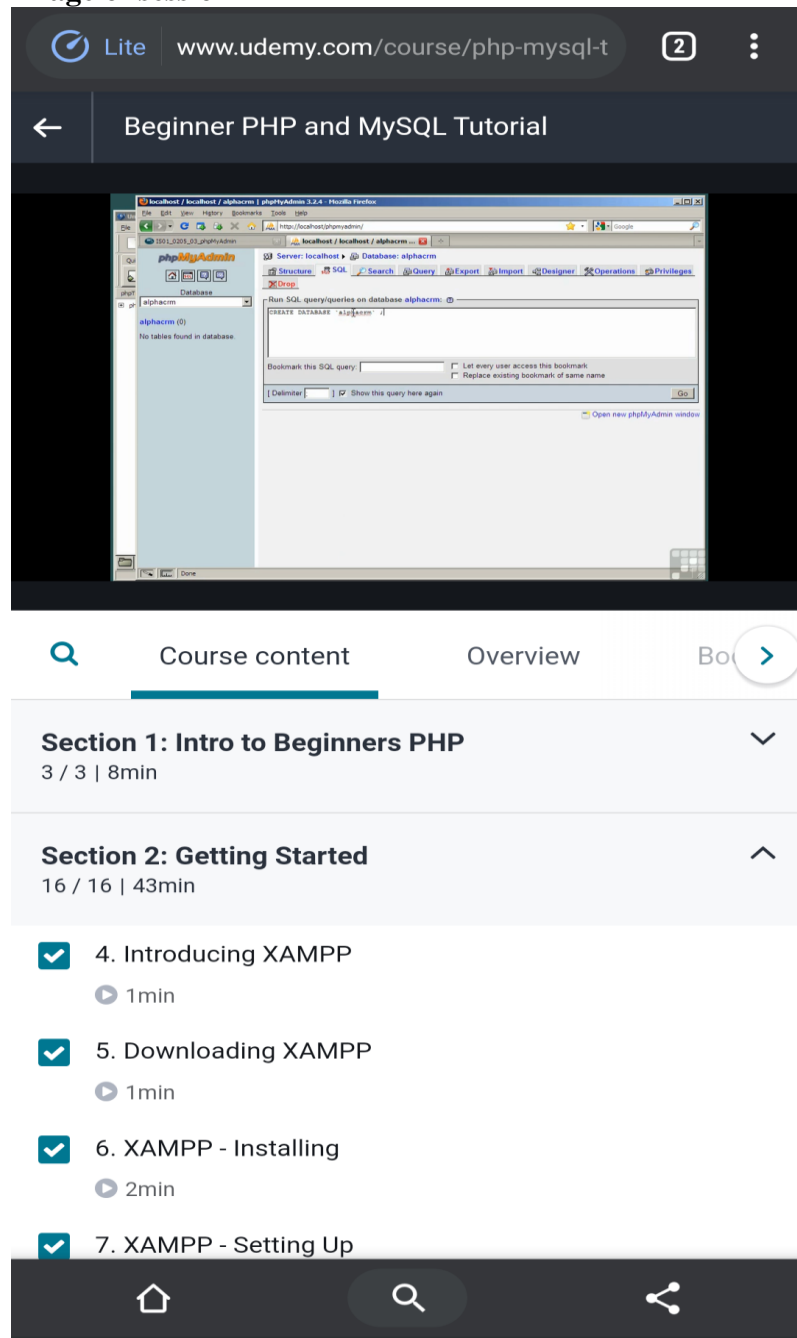 Lite www.udemy.com/course/php-mysql-t 2
Beginner PHP and MySQL Tutorial
localhost / localhost / alphacrm | phpMyAdmin 3.2.4 - Mozilla Firefox
File Edit View History Bookmarks Tools Help
http://localhost/phpmyadmin/ Google
IS01_0205_03_phpMyAdmin localhost / localhost / alphacrm ...
phpMyAdmin
Server: localhost Database: alphacrm
Structure SQL Search Query Export Import Designer Operations Privileges
Drop
Database
alphacrm
alphacrm (0)
No tables found in database.
Run SQL query/queries on database alphacrm:
CREATE DATABASE `alphacrm` ;
Bookmark this SQL query: Let every user access this bookmark
Replace existing bookmark of same name
[ Delimiter ] Show this query here again Go
Open new phpMyAdmin window
Done
Course content Overview Bo
Section 1: Intro to Beginners PHP
3 / 3 | 8min
Section 2: Getting Started
16 / 16 | 43min
4. Introducing XAMPP
1min
5. Downloading XAMPP
1min
6. XAMPP - Installing
2min
7. XAMPP - Setting Up